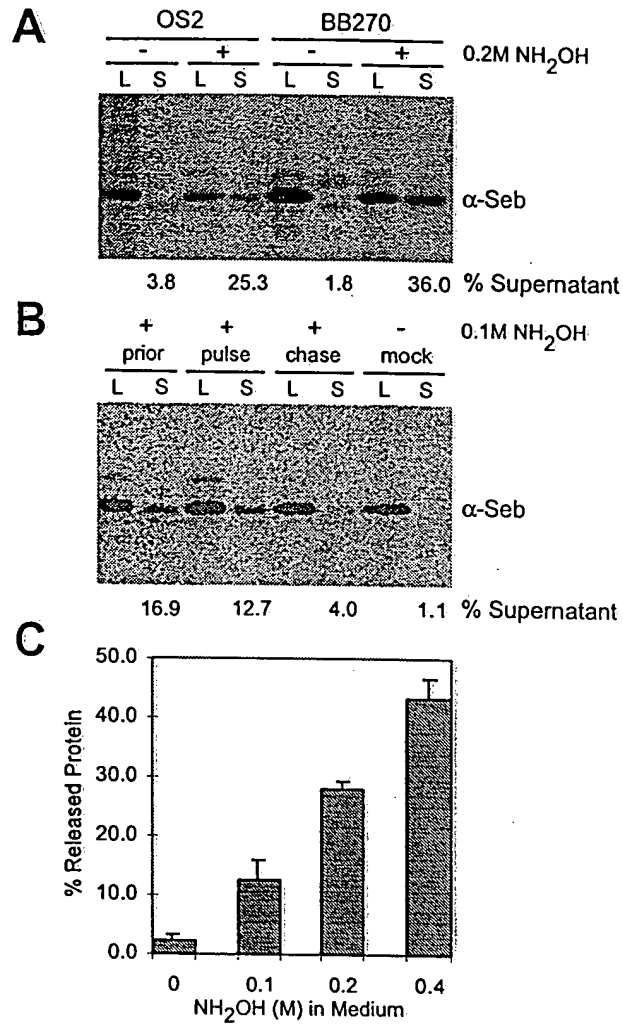 A
OS2 BB270
- + - + 0.2M NH2OH
L S L S L S L S
α-Seb
3.8 25.3 1.8 36.0 % Supernatant
B
+ + + - 0.1M NH2OH
prior pulse chase mock
L S L S L S L S
α-Seb
16.9 12.7 4.0 1.1 % Supernatant
C
50.0
40.0
30.0
20.0
10.0
0.0
% Released Protein
0 0.1 0.2 0.4
NH2OH (M) in Medium